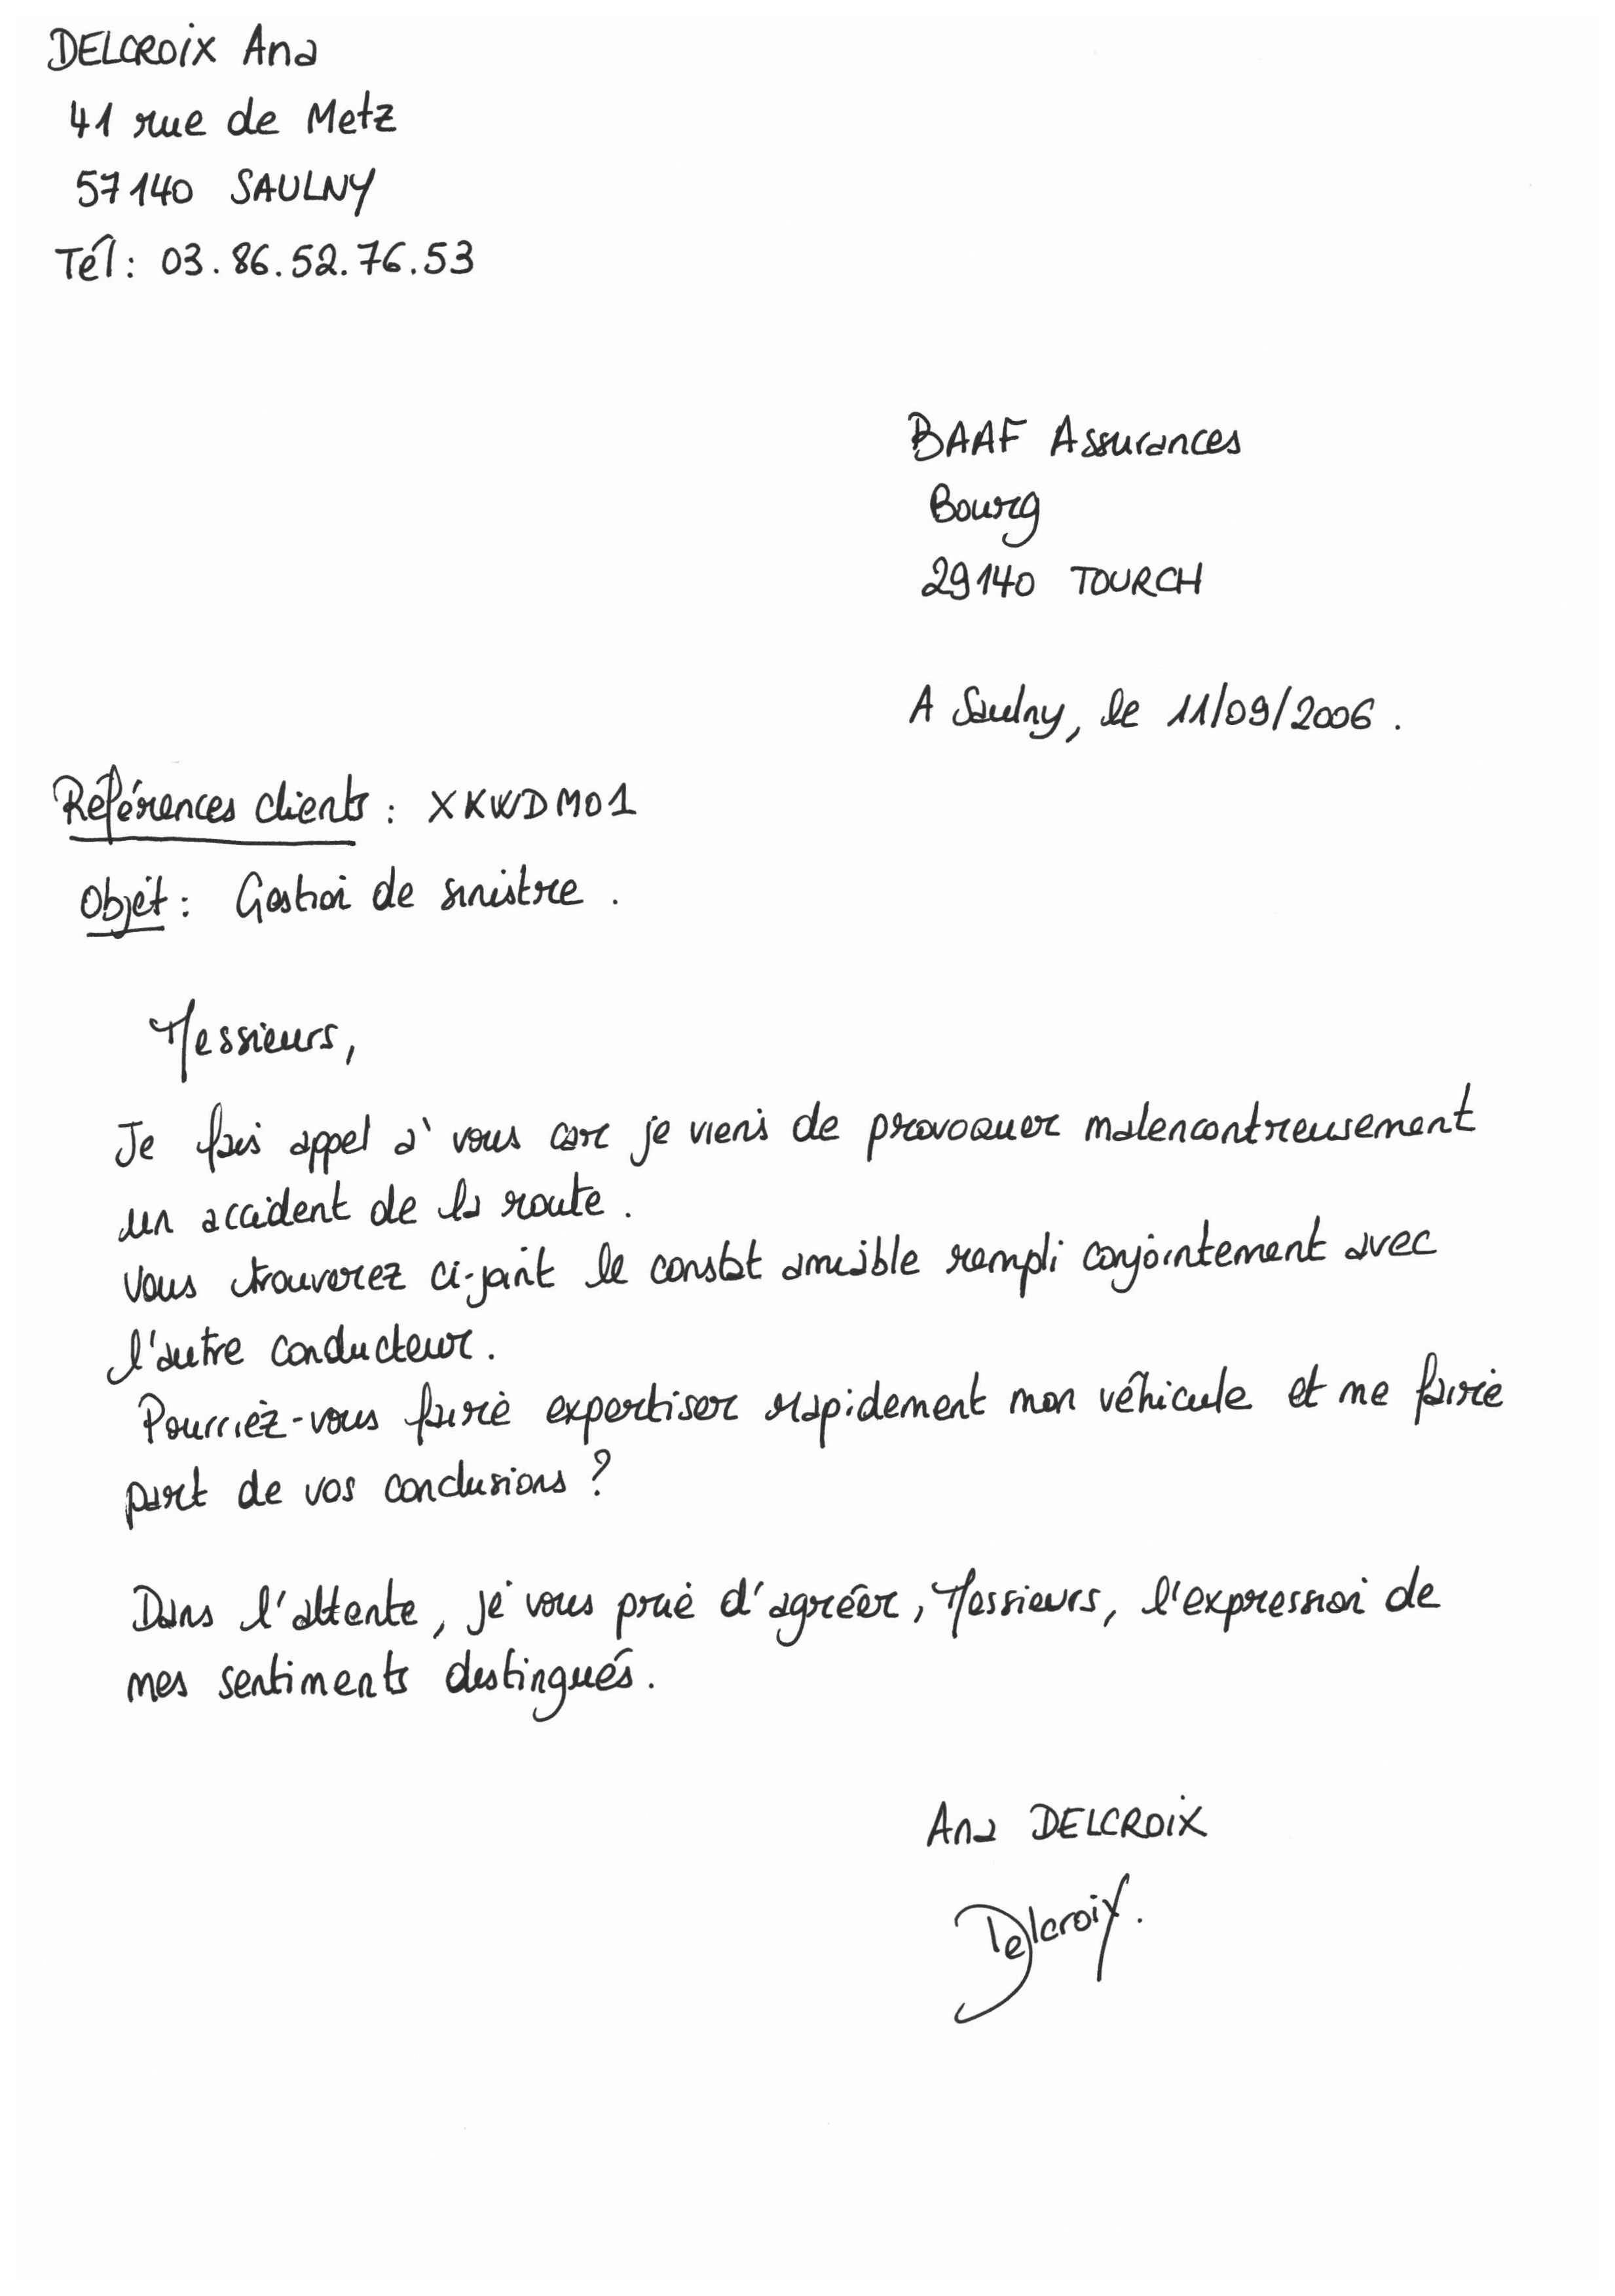 DELCROIX Ana
41 rue de Metz
57140 SAULNY
Tél : 03.86.52.76.53
BAAF Assurances
Bourg
29140 TOURCH
A Saulny, le 11/09/2006.
Références clients : XKWDM01
Objet : Gestion de sinistre.
Messieurs,
Je fais appel à vous car je viens de provoquer malencontreusement
un accident de la route.
Vous trouverez ci-joint le constat amiable rempli conjointement avec
l'autre conducteur.
Pourriez-vous faire expertiser rapidement mon véhicule et me faire
part de vos conclusions ?
Dans l'attente, je vous prie d'agréer, Messieurs, l'expression de
mes sentiments distingués.
Ana DELCROIX
Delcroix.